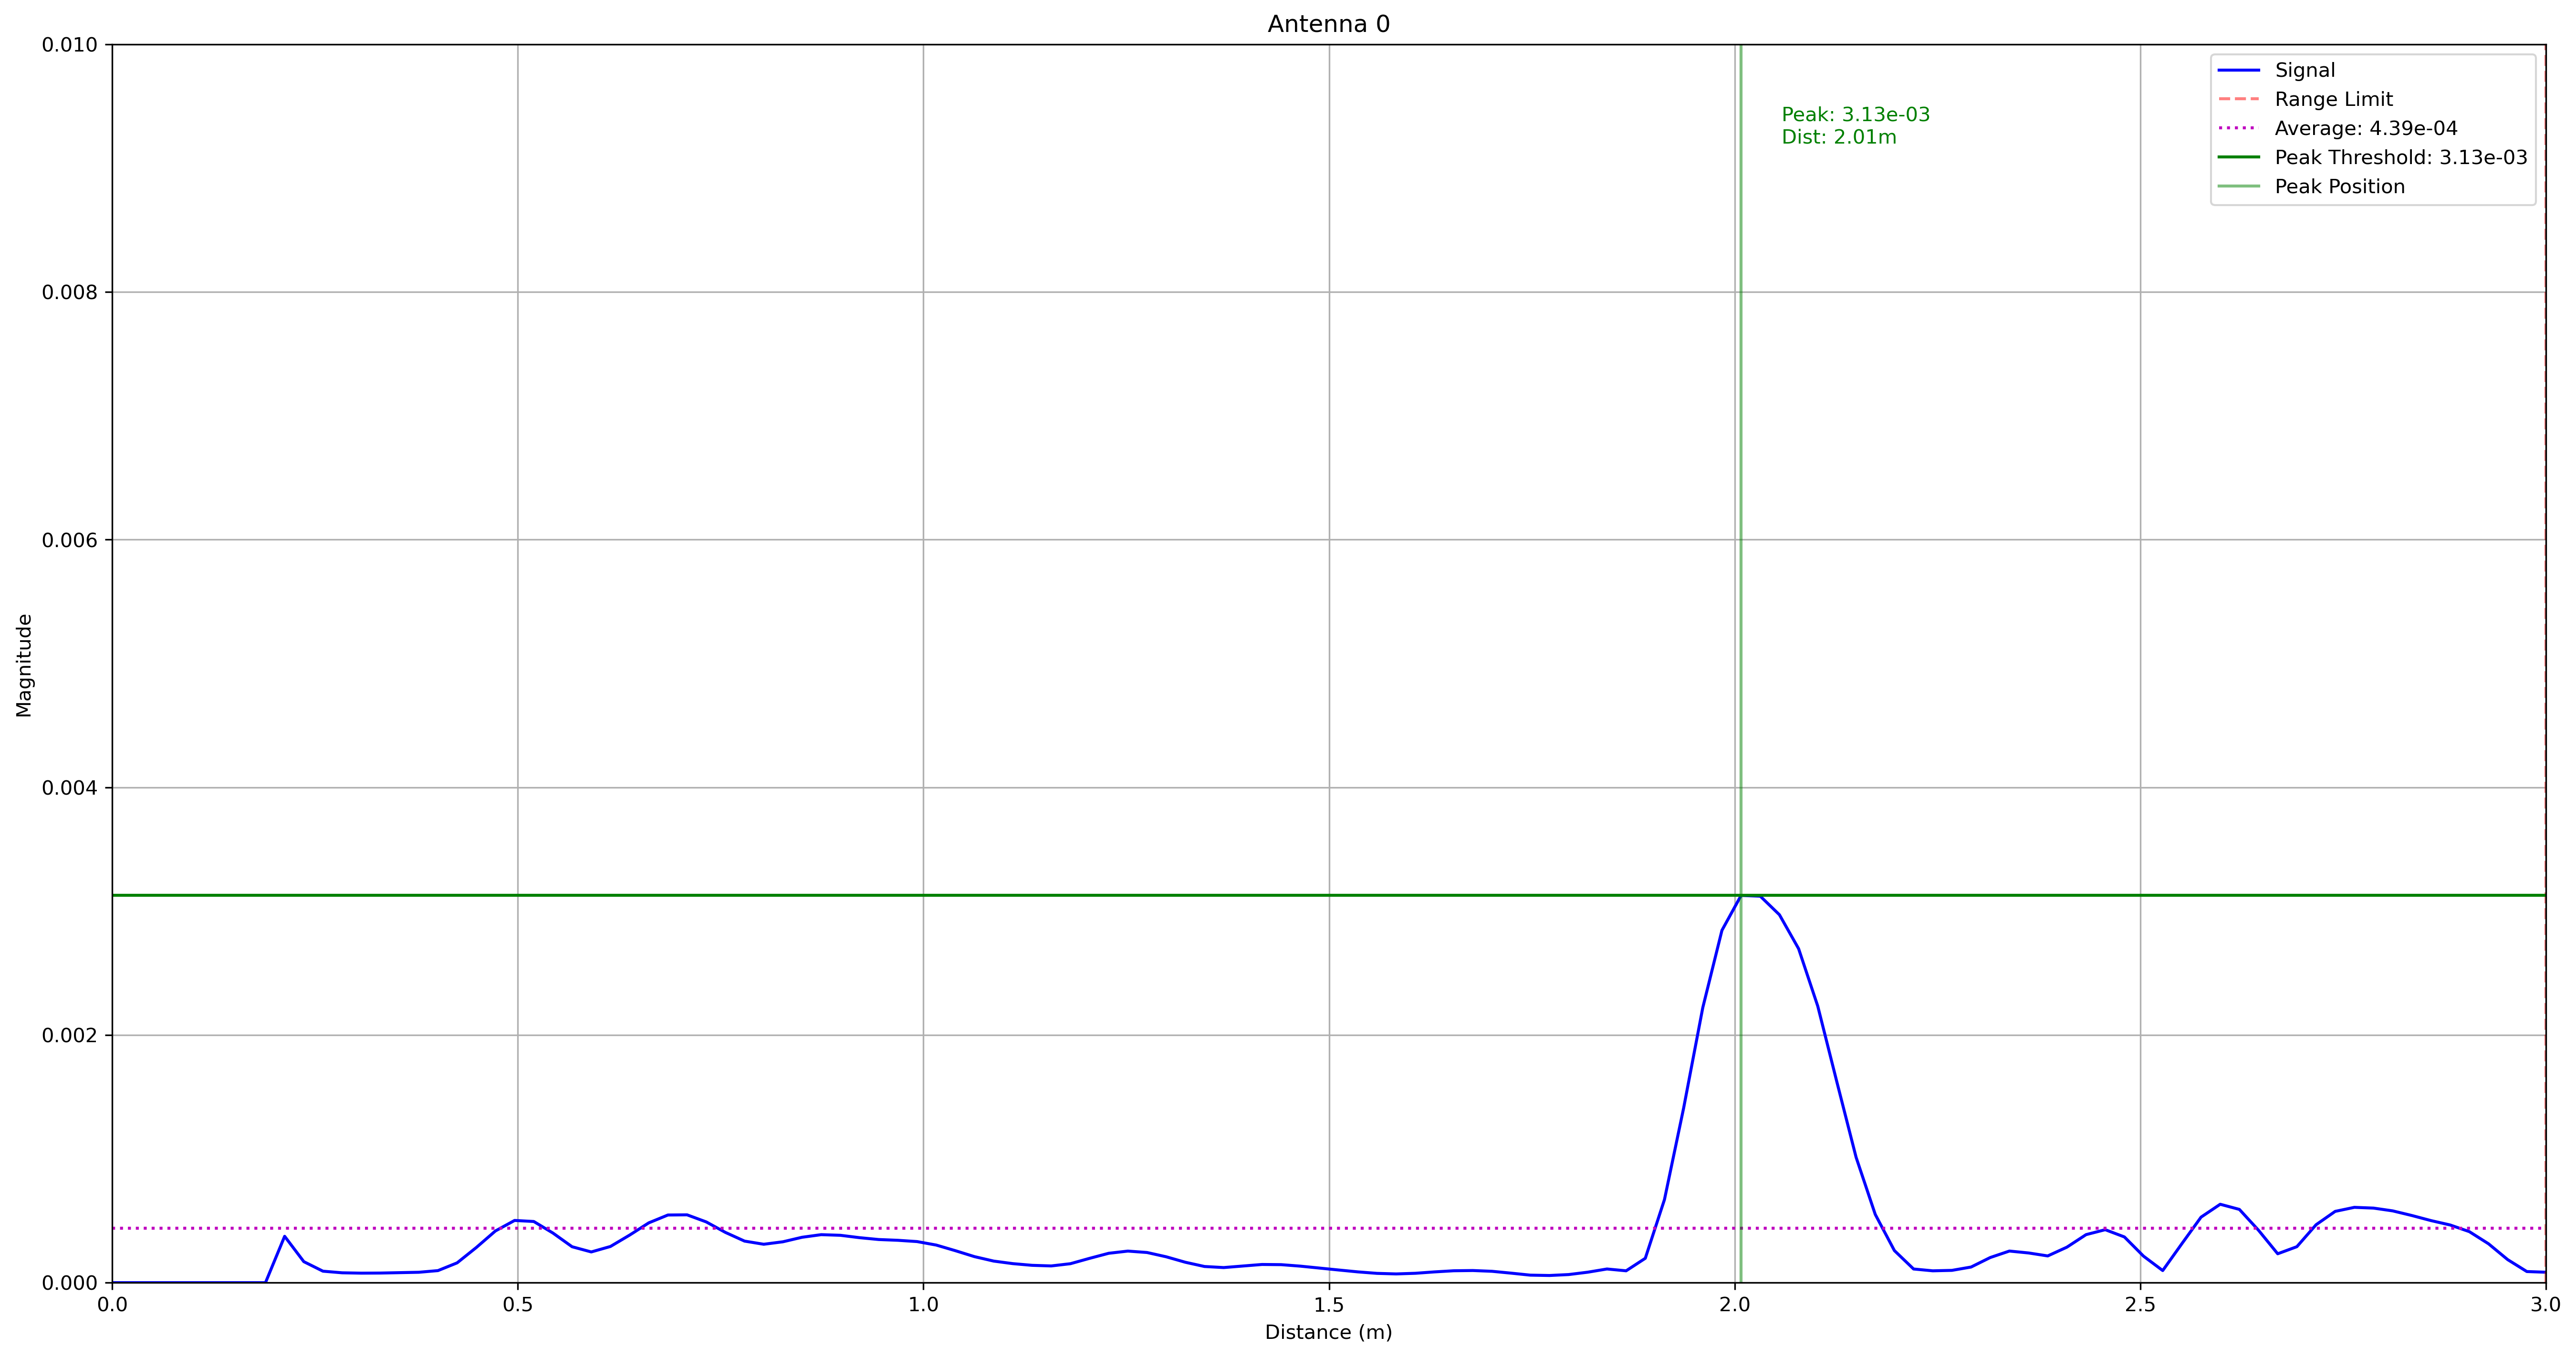 Antenna 0
0.010
0.008
0.006
0.004
0.002
0.000
Magnitude
Peak: 3.13e-03
Dist: 2.01m
Signal
Range Limit
Average: 4.39e-04
Peak Threshold: 3.13e-03
Peak Position
0.0 0.5 1.0 1.5 2.0 2.5 3.0
Distance (m)